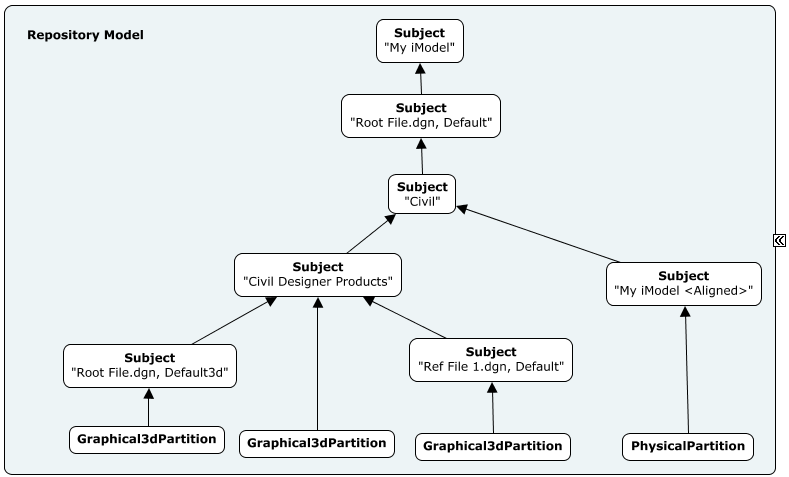 Repository Model
Subject
"My iModel"
Subject
"Root File.dgn, Default"
Subject
"Civil"
Subject
"Civil Designer Products"
Subject
"My iModel <Aligned>"
Subject
"Root File.dgn, Default3d"
Subject
"Ref File 1.dgn, Default"
Graphical3dPartition
Graphical3dPartition
Graphical3dPartition
PhysicalPartition